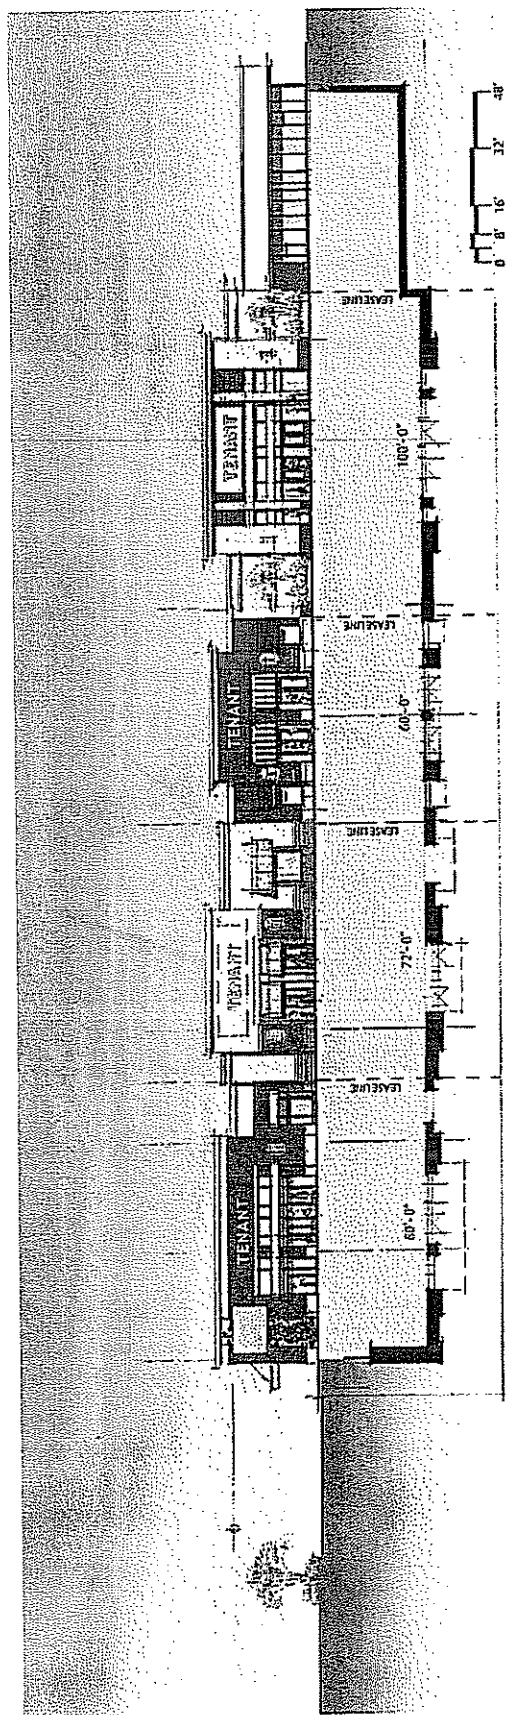 TENANT
TENANT
TENANT
TENANT
LEASELINE
LEASELINE
LEASELINE
LEASELINE
60'-0"
72'-0"
60'-0"
100'-0"
0 8' 16' 32' 48'